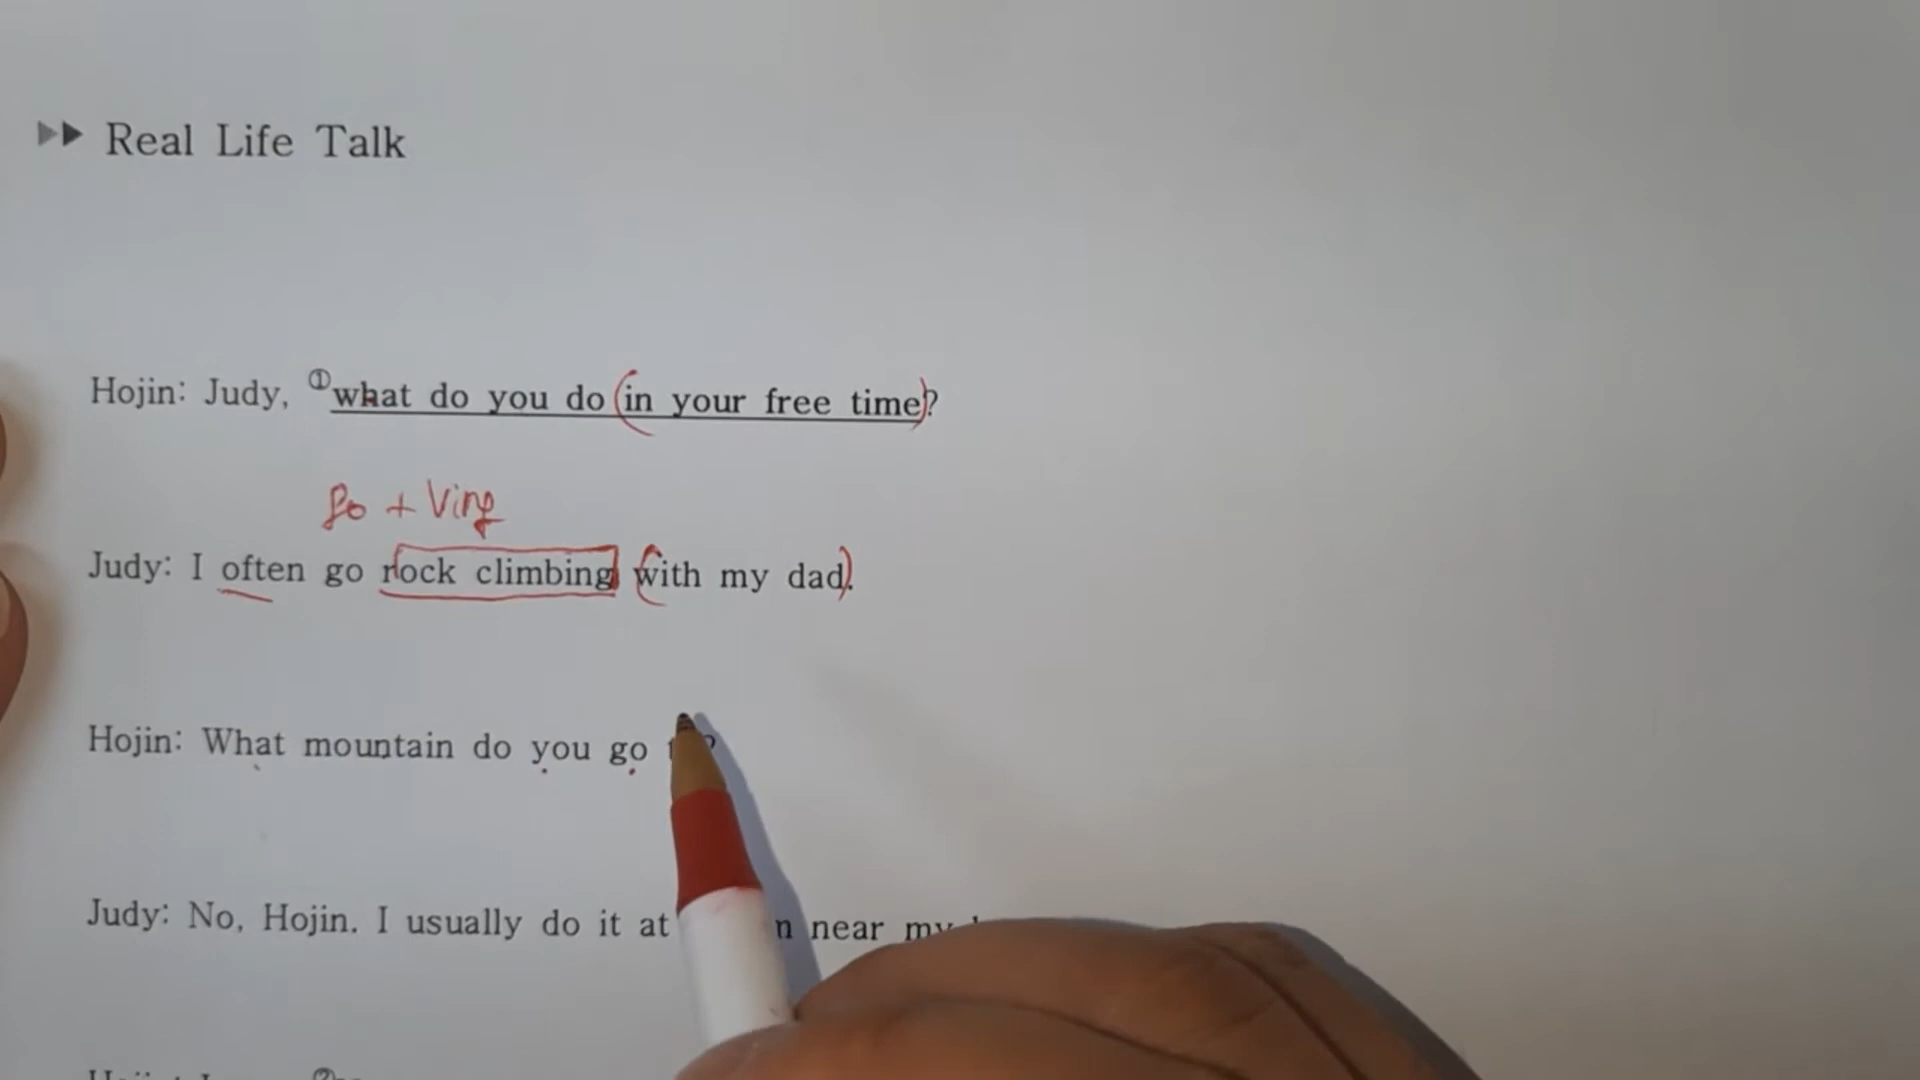 ▶▶ Real Life Talk
Hojin: Judy, ①what do you do (in your free time)?
go + Ving
Judy: I often go rock climbing (with my dad).
Hojin: What mountain do you go
Judy: No, Hojin. I usually do it at near my